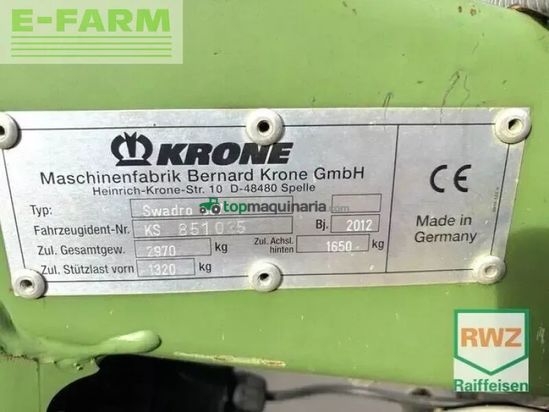 E-FARM
KRONE
Maschinenfabrik Bernard Krone GmbH
Heinrich-Krone-Str. 10 D-48480 Spelle
Typ: Swadro
topmaquinaria.com
Fahrzeugident-Nr. KS 851035 Bj. 2012
Zul. Gesamtgew. 2970 kg Zul. Achsl. hinten 1650 kg
Zul. Stützlast vorn 1320 kg
CE
Made in
Germany
RWZ
Raiffeisen